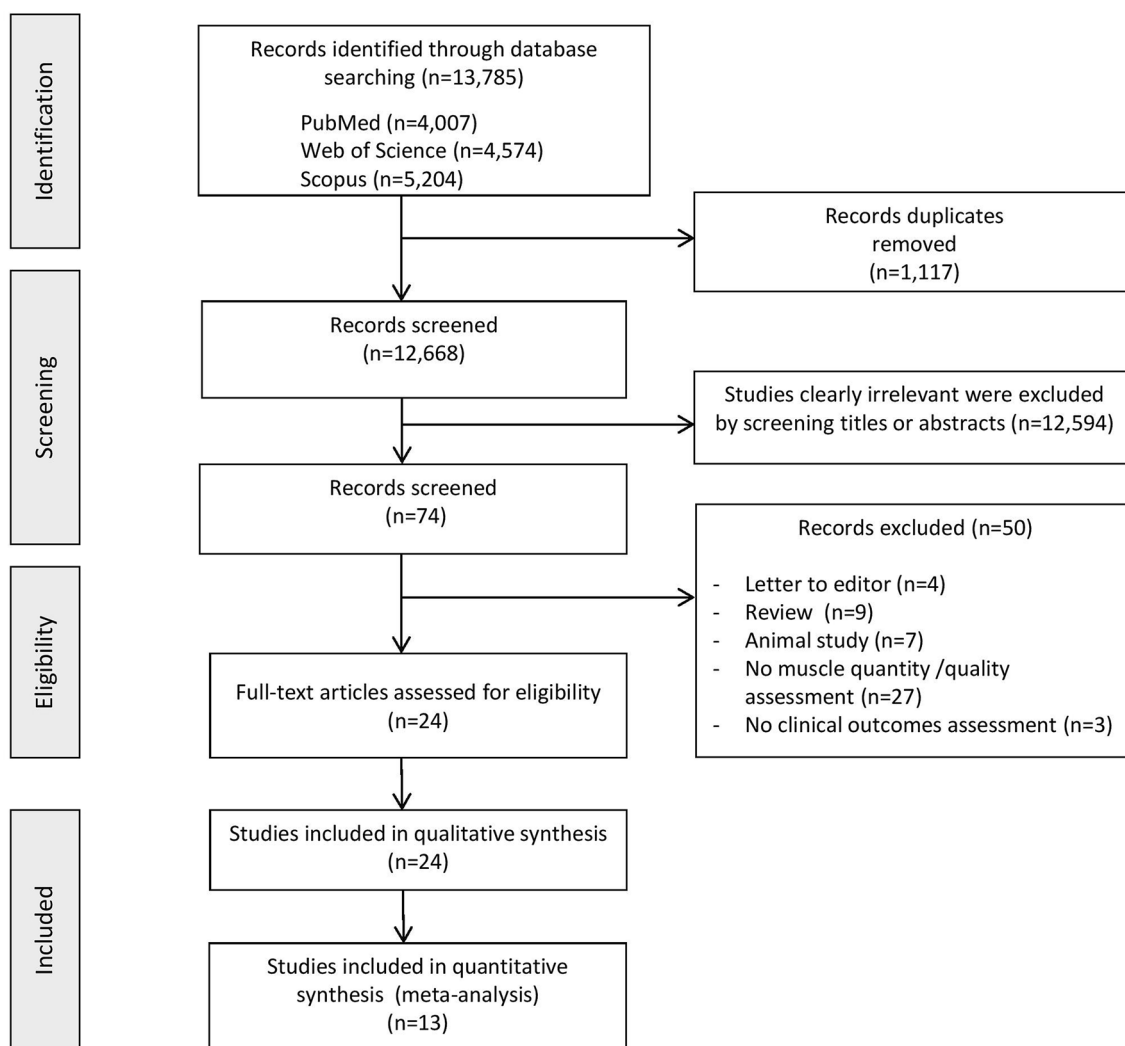 Identification
Records identified through database
searching (n=13,785)
PubMed (n=4,007)
Web of Science (n=4,574)
Scopus (n=5,204)
Records duplicates
removed
(n=1,117)
Screening
Records screened
(n=12,668)
Studies clearly irrelevant were excluded
by screening titles or abstracts (n=12,594)
Records screened
(n=74)
Records excluded (n=50)
- Letter to editor (n=4)
- Review (n=9)
- Animal study (n=7)
- No muscle quantity /quality
assessment (n=27)
- No clinical outcomes assessment (n=3)
Eligibility
Full-text articles assessed for eligibility
(n=24)
Included
Studies included in qualitative synthesis
(n=24)
Studies included in quantitative
synthesis (meta-analysis)
(n=13)